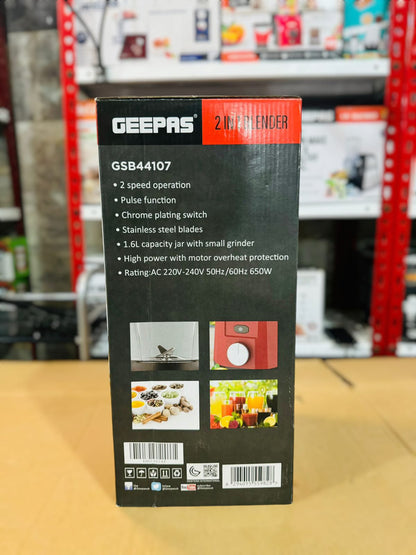 GEEPAS
2 IN 1 BLENDER
GSB44107
• 2 speed operation
• Pulse function
• Chrome plating switch
• Stainless steel blades
• 1.6L capacity jar with small grinder
• High power with motor overheat protection
• Rating:AC 220V-240V 50Hz/60Hz 650W
GEEPAS